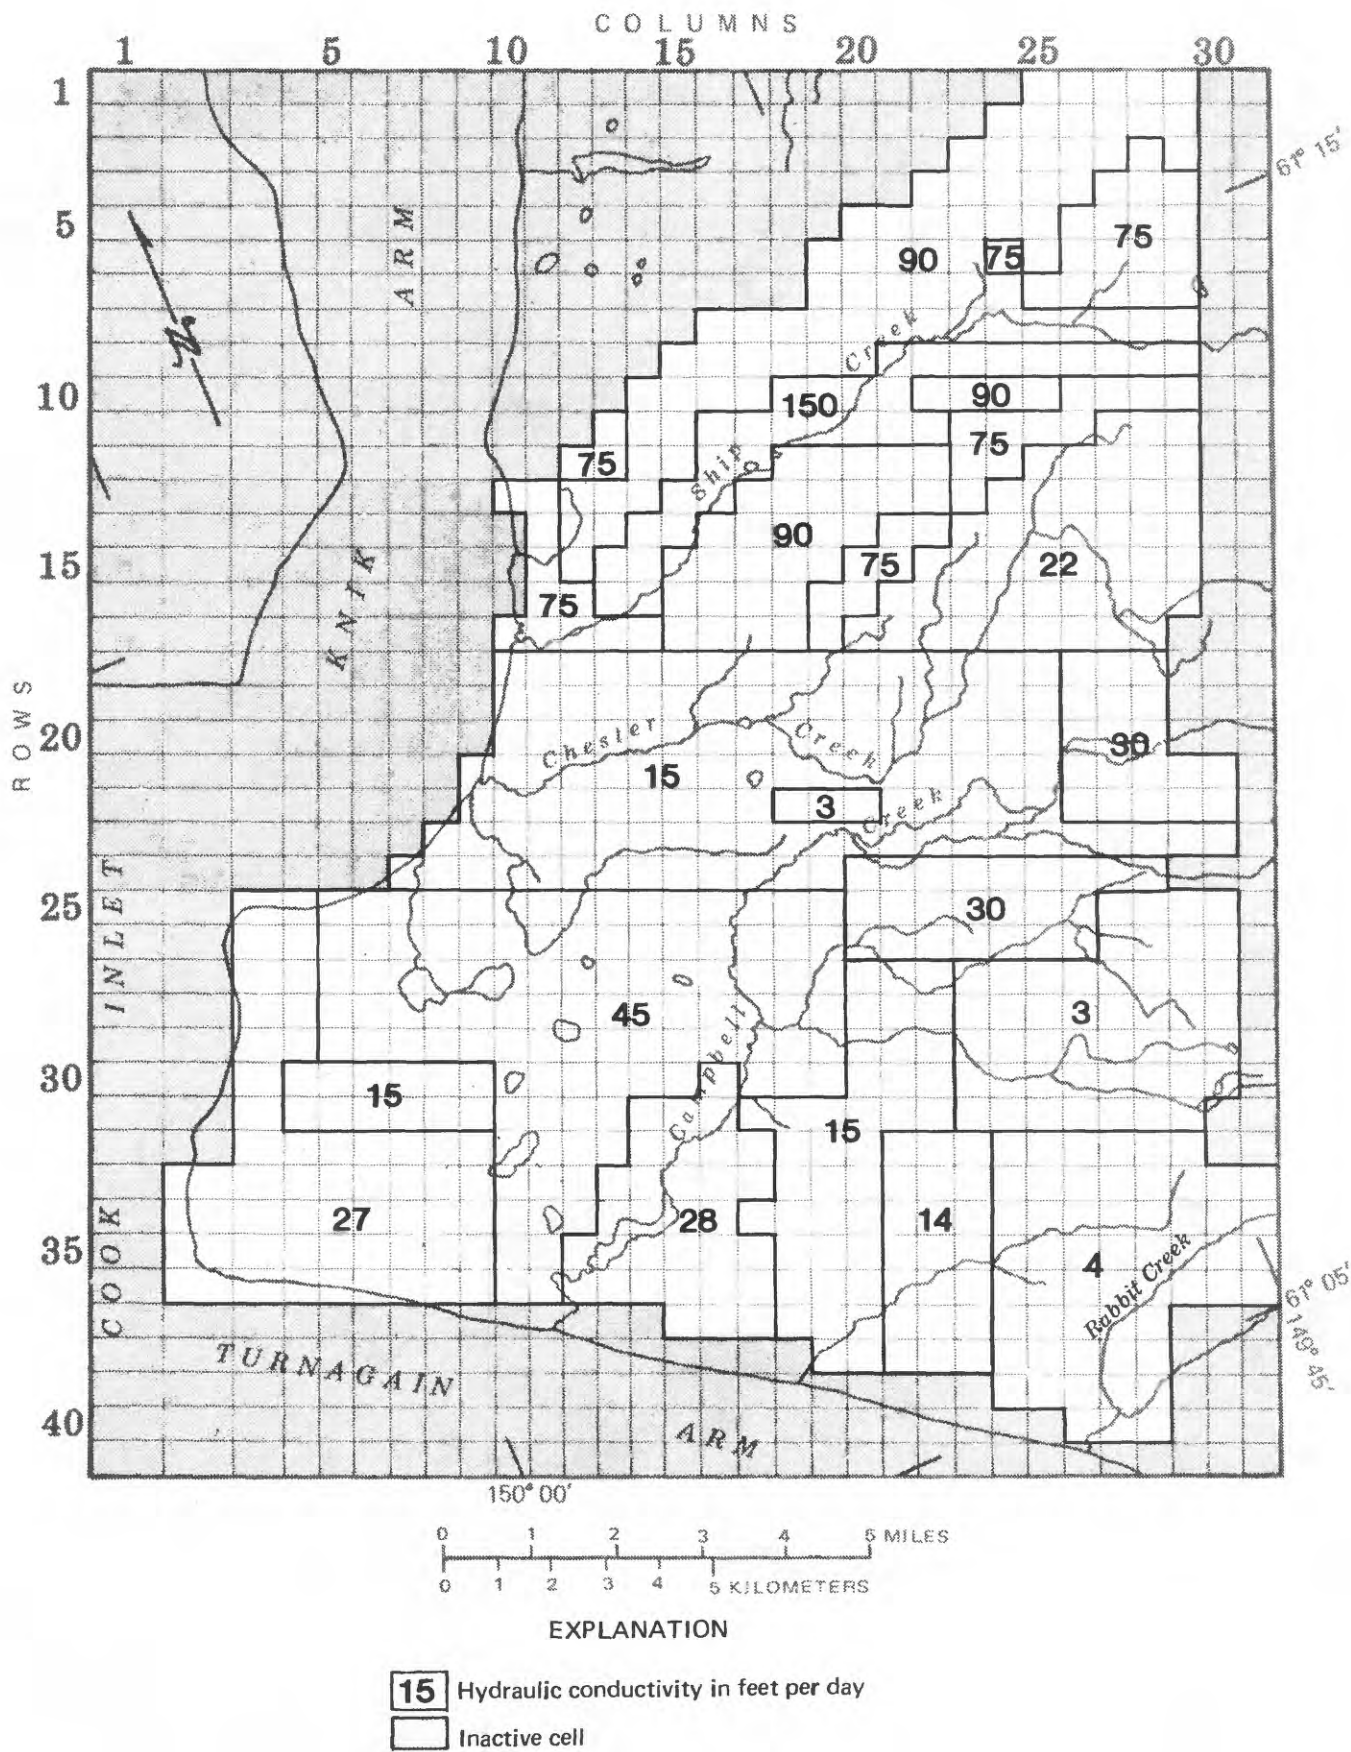 COLUMNS
1 5 10 15 20 25 30
1
61° 15'
5
ARM
75
90
75
Creek
10
150
90
75
75
Ship
90
15
75
22
75
KNIK
ROWS
20
Chester
Creek
30
15
3
Creek
INLET
25
30
45
3
Campbell
30
15
15
COOK
27
28
14
35
4
Rabbit Creek
61° 05'
149° 45'
TURNAGAIN
40
ARM
150° 00'
0 1 2 3 4 5 MILES
0 1 2 3 4 5 KILOMETERS
EXPLANATION
15 Hydraulic conductivity in feet per day
Inactive cell